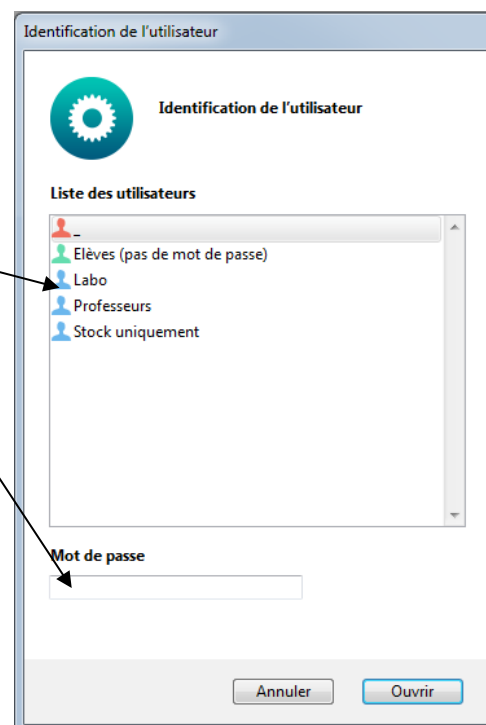 Identification de l'utilisateur
Identification de l'utilisateur
Liste des utilisateurs
_
Elèves (pas de mot de passe)
Labo
Professeurs
Stock uniquement
Mot de passe
Annuler
Ouvrir